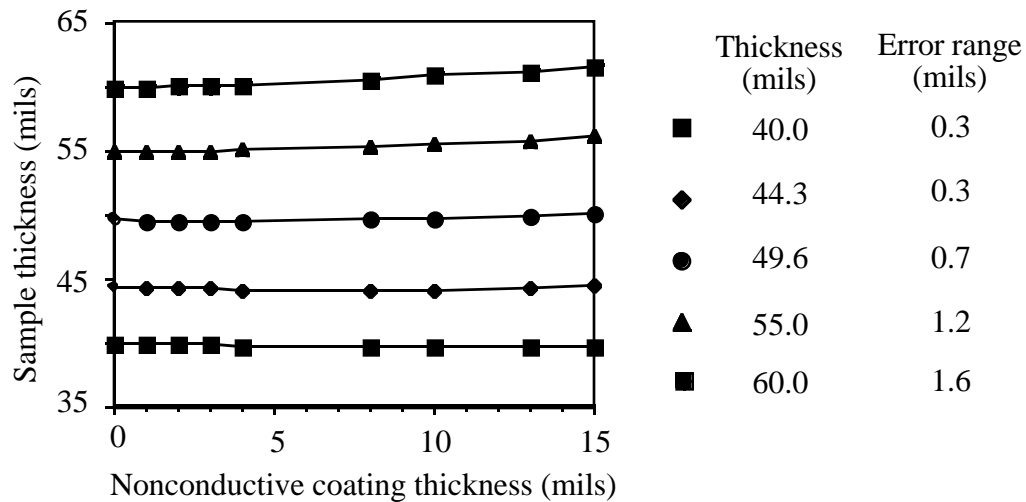 65
55
45
35
Sample thickness (mils)
0 5 10 15
Nonconductive coating thickness (mils)
Thickness Error range
(mils) (mils)
40.0 0.3
44.3 0.3
49.6 0.7
55.0 1.2
60.0 1.6